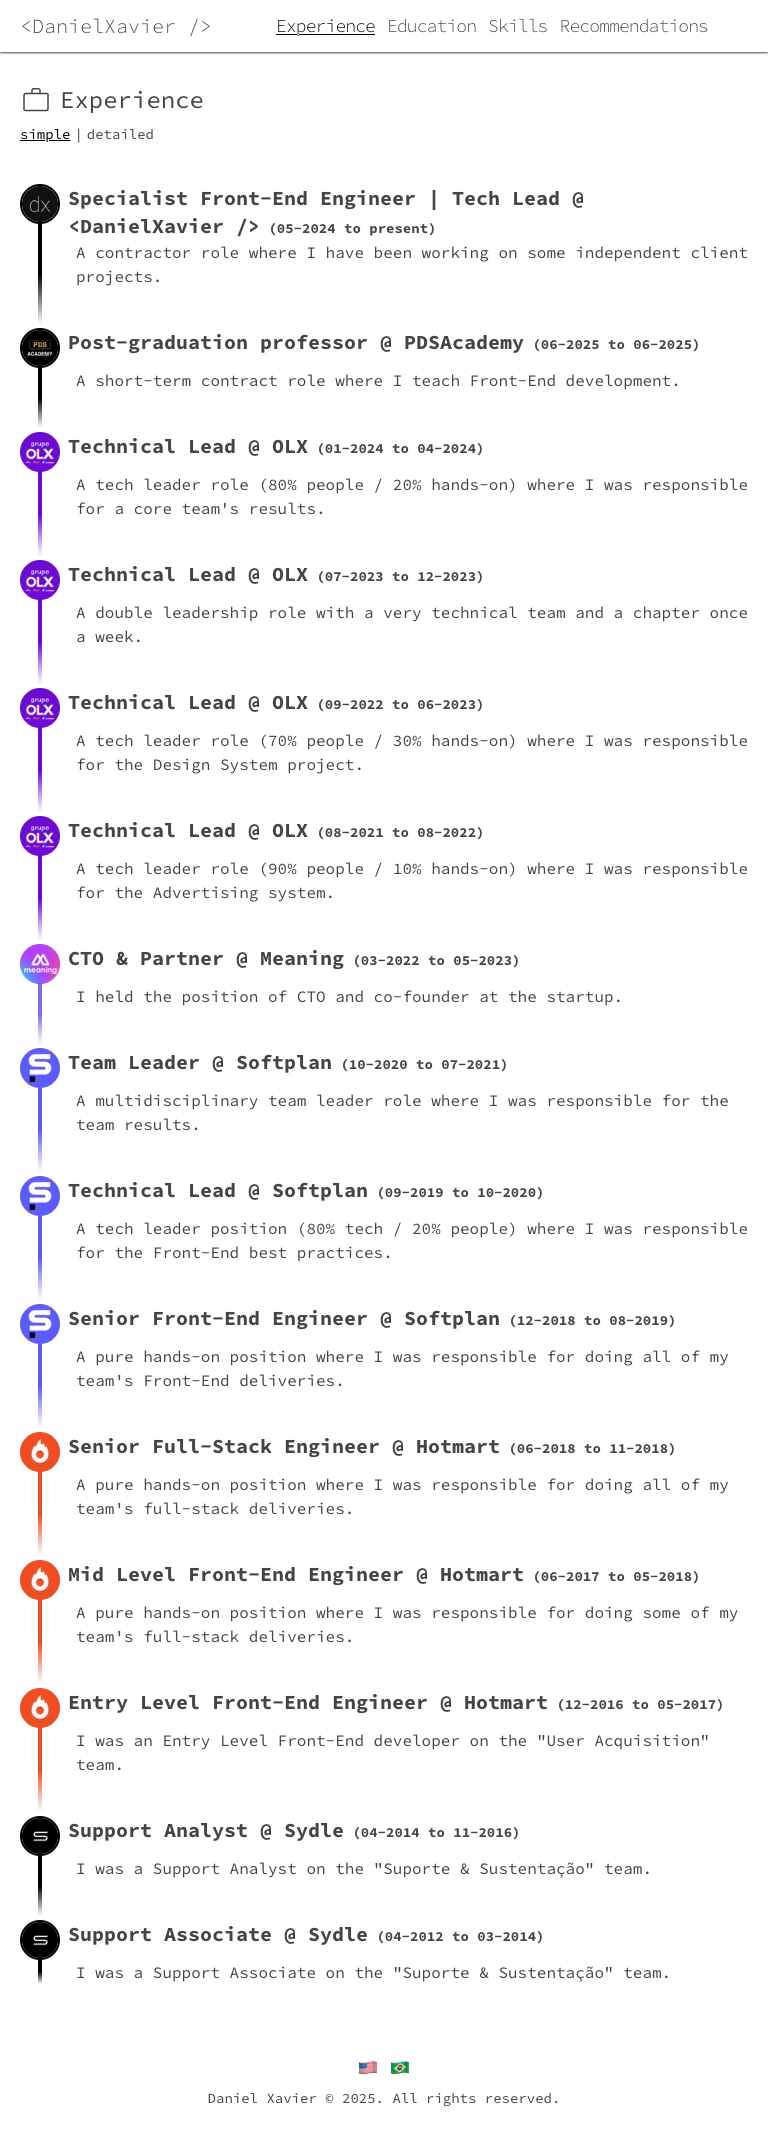 <DanielXavier /> Experience Education Skills Recommendations
Experience
simple | detailed
dx
Specialist Front-End Engineer | Tech Lead @
<DanielXavier /> (05-2024 to present)
A contractor role where I have been working on some independent client
projects.
PDS
ACADEMY
Post-graduation professor @ PDSAcademy (06-2025 to 06-2025)
A short-term contract role where I teach Front-End development.
grupo
OLX
Technical Lead @ OLX (01-2024 to 04-2024)
A tech leader role (80% people / 20% hands-on) where I was responsible
for a core team's results.
grupo
OLX
Technical Lead @ OLX (07-2023 to 12-2023)
A double leadership role with a very technical team and a chapter once
a week.
grupo
OLX
Technical Lead @ OLX (09-2022 to 06-2023)
A tech leader role (70% people / 30% hands-on) where I was responsible
for the Design System project.
grupo
OLX
Technical Lead @ OLX (08-2021 to 08-2022)
A tech leader role (90% people / 10% hands-on) where I was responsible
for the Advertising system.
meaning
CTO & Partner @ Meaning (03-2022 to 05-2023)
I held the position of CTO and co-founder at the startup.
Team Leader @ Softplan (10-2020 to 07-2021)
A multidisciplinary team leader role where I was responsible for the
team results.
Technical Lead @ Softplan (09-2019 to 10-2020)
A tech leader position (80% tech / 20% people) where I was responsible
for the Front-End best practices.
Senior Front-End Engineer @ Softplan (12-2018 to 08-2019)
A pure hands-on position where I was responsible for doing all of my
team's Front-End deliveries.
Senior Full-Stack Engineer @ Hotmart (06-2018 to 11-2018)
A pure hands-on position where I was responsible for doing all of my
team's full-stack deliveries.
Mid Level Front-End Engineer @ Hotmart (06-2017 to 05-2018)
A pure hands-on position where I was responsible for doing some of my
team's full-stack deliveries.
Entry Level Front-End Engineer @ Hotmart (12-2016 to 05-2017)
I was an Entry Level Front-End developer on the "User Acquisition"
team.
Support Analyst @ Sydle (04-2014 to 11-2016)
I was a Support Analyst on the "Suporte & Sustentação" team.
Support Associate @ Sydle (04-2012 to 03-2014)
I was a Support Associate on the "Suporte & Sustentação" team.
Daniel Xavier © 2025. All rights reserved.